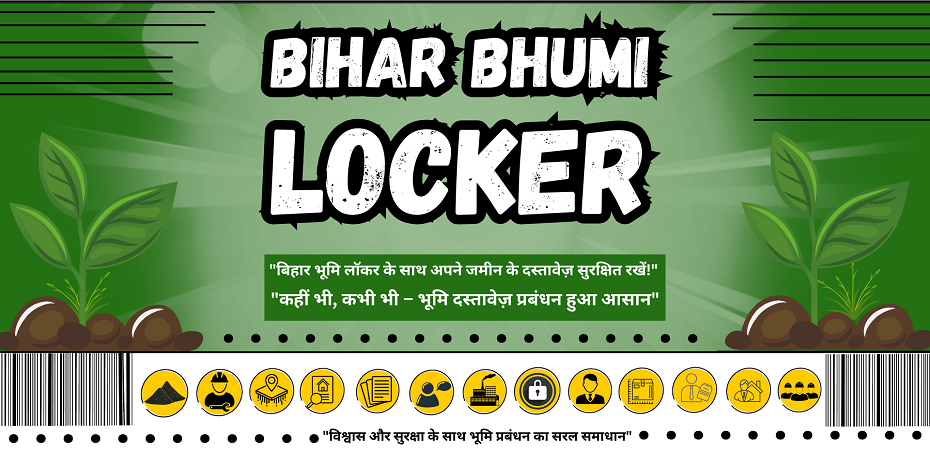 BIHAR BHUMI
LOCKER
"बिहार भूमि लॉकर के साथ अपने जमीन के दस्तावेज़ सुरक्षित रखें!"
"कहीं भी, कभी भी – भूमि दस्तावेज़ प्रबंधन हुआ आसान"
"विश्वास और सुरक्षा के साथ भूमि प्रबंधन का सरल समाधान"